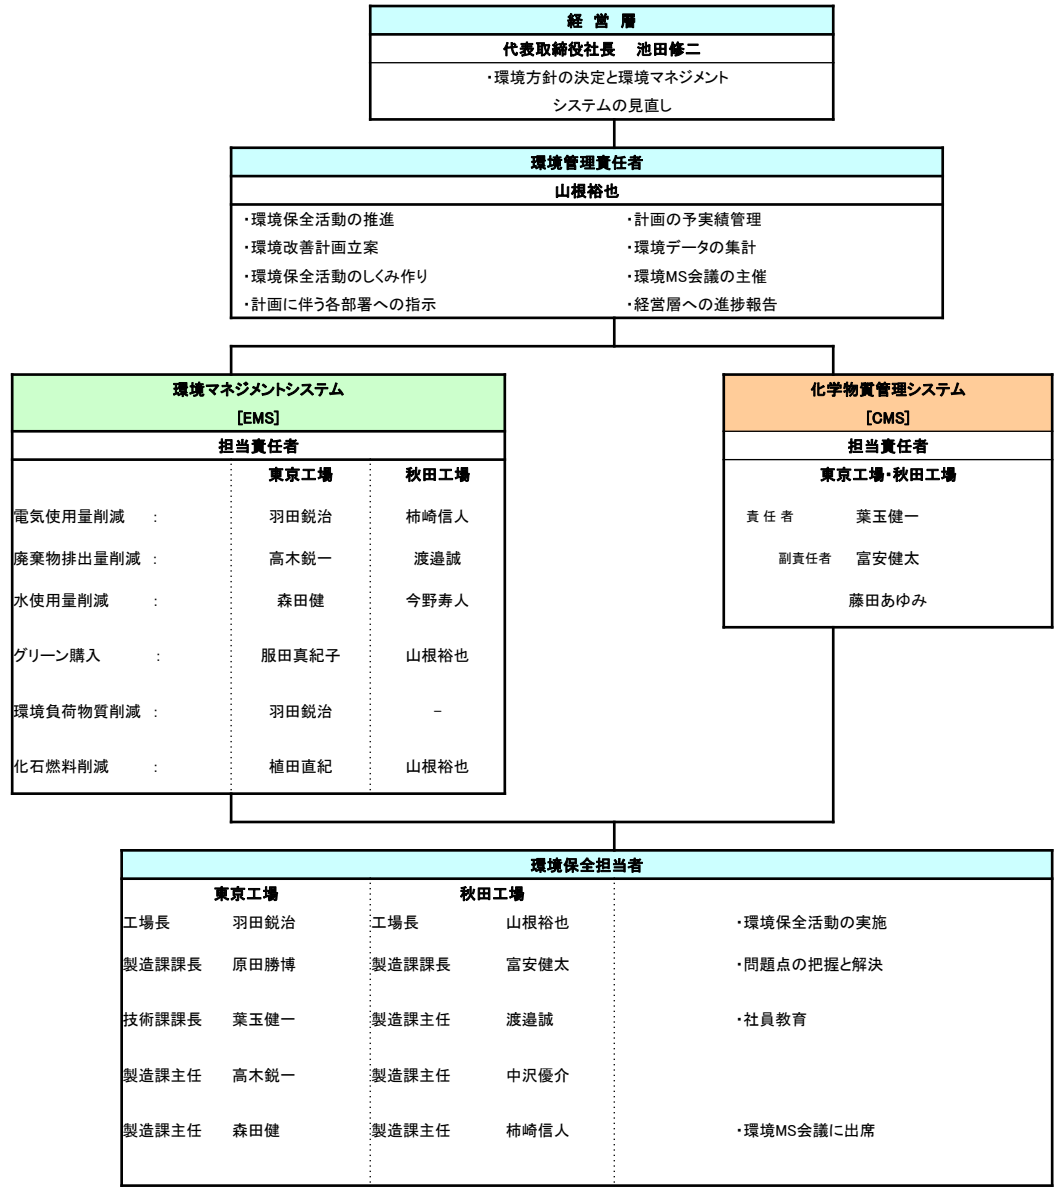 経 営 層
代表取締役社長 池田修二
・環境方針の決定と環境マネジメント
システムの見直し
環境管理責任者
山根裕也
・環境保全活動の推進 ・計画の予実績管理
・環境改善計画立案 ・環境データの集計
・環境保全活動のしくみ作り ・環境MS会議の主催
・計画に伴う各部署への指示 ・経営層への進捗報告
環境マネジメントシステム
[EMS]
担当責任者
東京工場 秋田工場
電気使用量削減 : 羽田鋭治 柿崎信人
廃棄物排出量削減 : 高木鋭一 渡邉誠
水使用量削減 : 森田健 今野寿人
グリーン購入 : 服田真紀子 山根裕也
環境負荷物質削減 : 羽田鋭治 －
化石燃料削減 : 植田直紀 山根裕也
化学物質管理システム
[CMS]
担当責任者
東京工場・秋田工場
責 任 者 葉玉健一
副責任者 富安健太
藤田あゆみ
環境保全担当者
東京工場 秋田工場
工場長 羽田鋭治 工場長 山根裕也 ・環境保全活動の実施
製造課課長 原田勝博 製造課課長 富安健太 ・問題点の把握と解決
技術課課長 葉玉健一 製造課主任 渡邉誠 ・社員教育
製造課主任 高木鋭一 製造課主任 中沢優介
製造課主任 森田健 製造課主任 柿崎信人 ・環境MS会議に出席